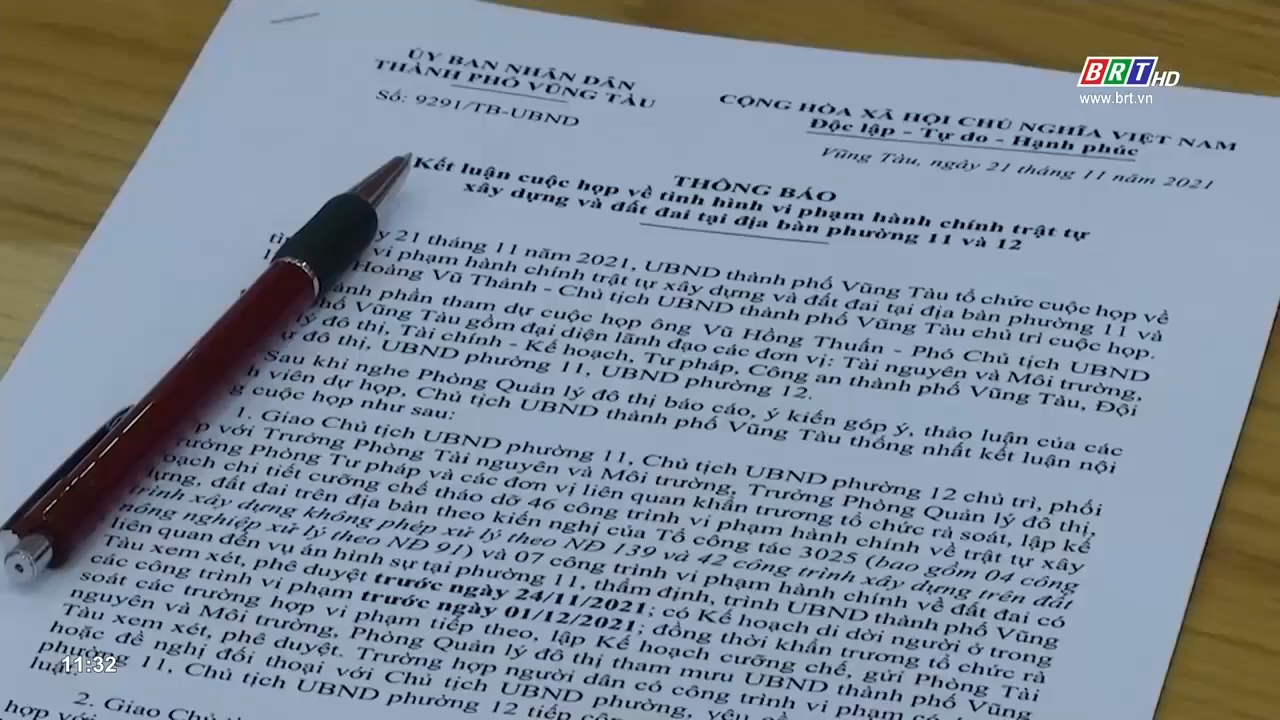 BRT HD
www.brt.vn
ỦY BAN NHÂN DÂN
THÀNH PHỐ VŨNG TÀU
Số: 9291/TB-UBND
CỘNG HÒA XÃ HỘI CHỦ NGHĨA VIỆT NAM
Độc lập - Tự do - Hạnh phúc
Vũng Tàu, ngày 21 tháng 11 năm 2021
THÔNG BÁO
Kết luận cuộc họp về tình hình vi phạm hành chính trật tự
xây dựng và đất đai tại địa bàn phường 11 và 12
21 tháng 11 năm 2021, UBND thành phố Vũng Tàu tổ chức cuộc họp về
vi phạm hành chính trật tự xây dựng và đất đai tại địa bàn phường 11 và
Hoàng Vũ Thảnh - Chủ tịch UBND thành phố Vũng Tàu chủ trì cuộc họp.
phần tham dự cuộc họp ông Vũ Hồng Thuấn - Phó Chủ tịch UBND
Vũng Tàu gồm đại diện lãnh đạo các đơn vị: Tài nguyên và Môi trường,
đô thị, Tài chính - Kế hoạch, Tư pháp, Công an thành phố Vũng Tàu, Đội
đô thị, UBND phường 11, UBND phường 12.
Sau khi nghe Phòng Quản lý đô thị báo cáo, ý kiến góp ý, thảo luận của các
viên dự họp, Chủ tịch UBND thành phố Vũng Tàu thống nhất kết luận nội
cuộc họp như sau:
1. Giao Chủ tịch UBND phường 11, Chủ tịch UBND phường 12 chủ trì, phối
với Trưởng Phòng Tài nguyên và Môi trường, Trưởng Phòng Quản lý đô thị,
Phòng Tư pháp và các đơn vị liên quan khẩn trương tổ chức rà soát, lập kế
chi tiết cưỡng chế tháo dỡ 46 công trình vi phạm hành chính về trật tự xây
đất đai trên địa bàn theo kiến nghị của Tổ công tác 3025 (bao gồm 04 công
trình xây dựng không phép xử lý theo NĐ 139 và 42 công trình xây dựng trên đất
nông nghiệp xử lý theo NĐ 91) và 07 công trình vi phạm hành chính về đất đai có
liên quan đến vụ án hình sự tại phường 11, thẩm định, trình UBND thành phố Vũng
Tàu xem xét, phê duyệt trước ngày 24/11/2021; có Kế hoạch di dời người ở trong
các công trình vi phạm trước ngày 01/12/2021; đồng thời khẩn trương tổ chức rà
soát các trường hợp vi phạm tiếp theo, lập Kế hoạch cưỡng chế, gửi Phòng Tài
nguyên và Môi trường, Phòng Quản lý đô thị tham mưu UBND thành phố Vũng
Tàu xem xét, phê duyệt. Trường hợp người dân có công trình vi phạm có
hoặc đề nghị đối thoại với Chủ tịch UBND phường, yêu
phường 11, Chủ tịch UBND phường 12 tiếp
2. Giao Chủ
hợp với
11:32